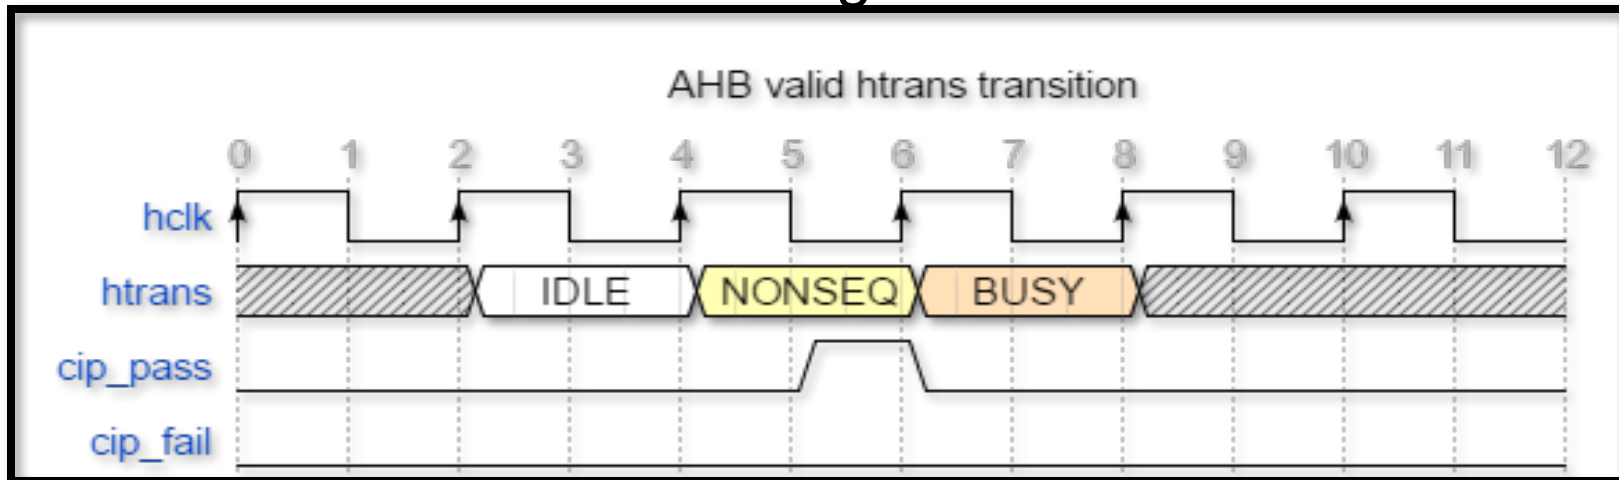 AHB valid htrans transition
0 1 2 3 4 5 6 7 8 9 10 11 12
hclk
htrans IDLE NONSEQ BUSY
cip_pass
cip_fail